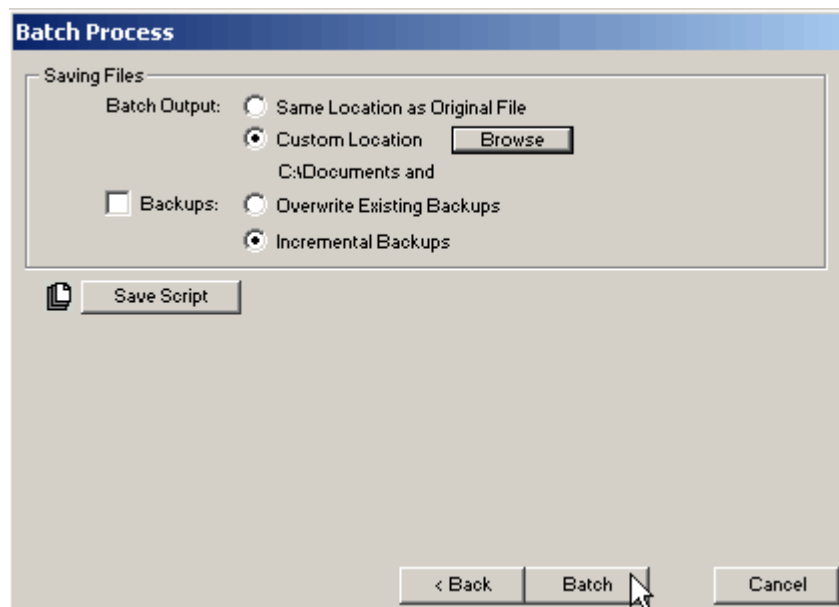 Batch Process
Saving Files
Batch Output: Same Location as Original File
Custom Location Browse
C:\Documents and
Backups: Overwrite Existing Backups
Incremental Backups
Save Script
< Back Batch Cancel